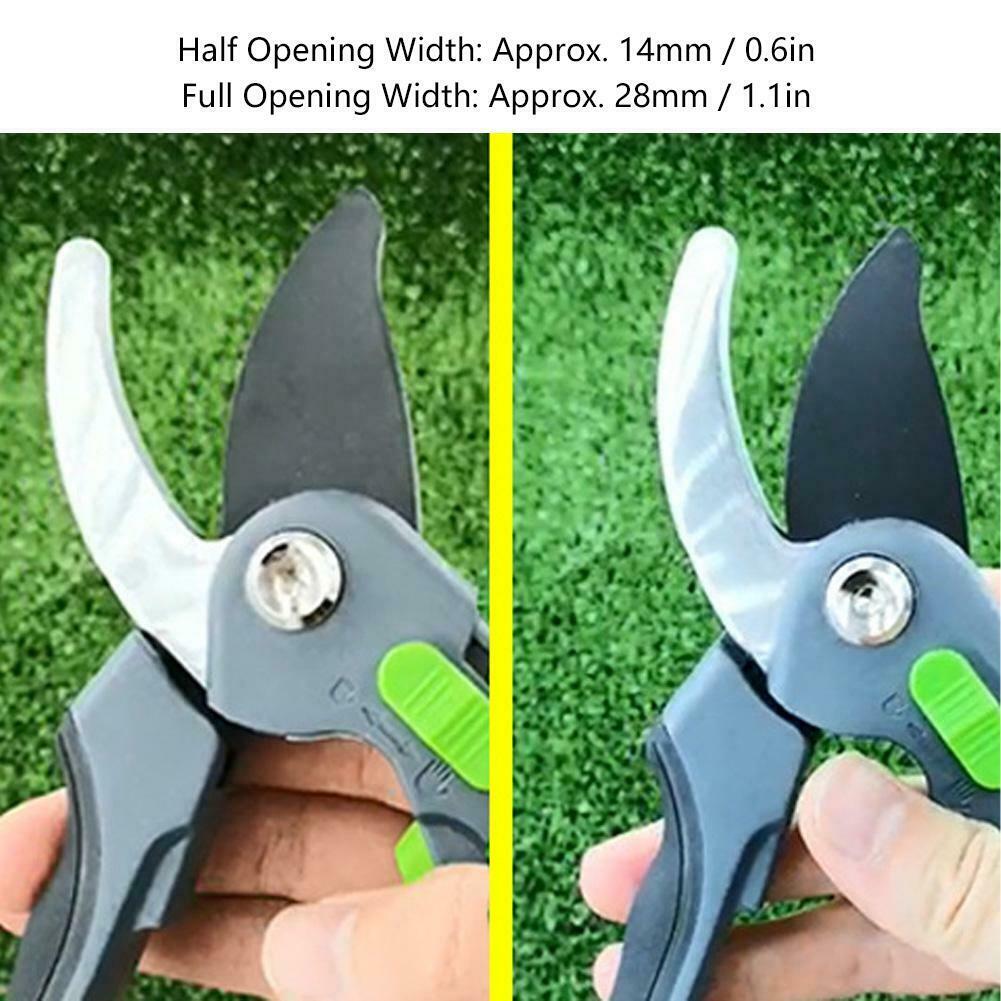 Half Opening Width: Approx. 14mm / 0.6in
Full Opening Width: Approx. 28mm / 1.1in